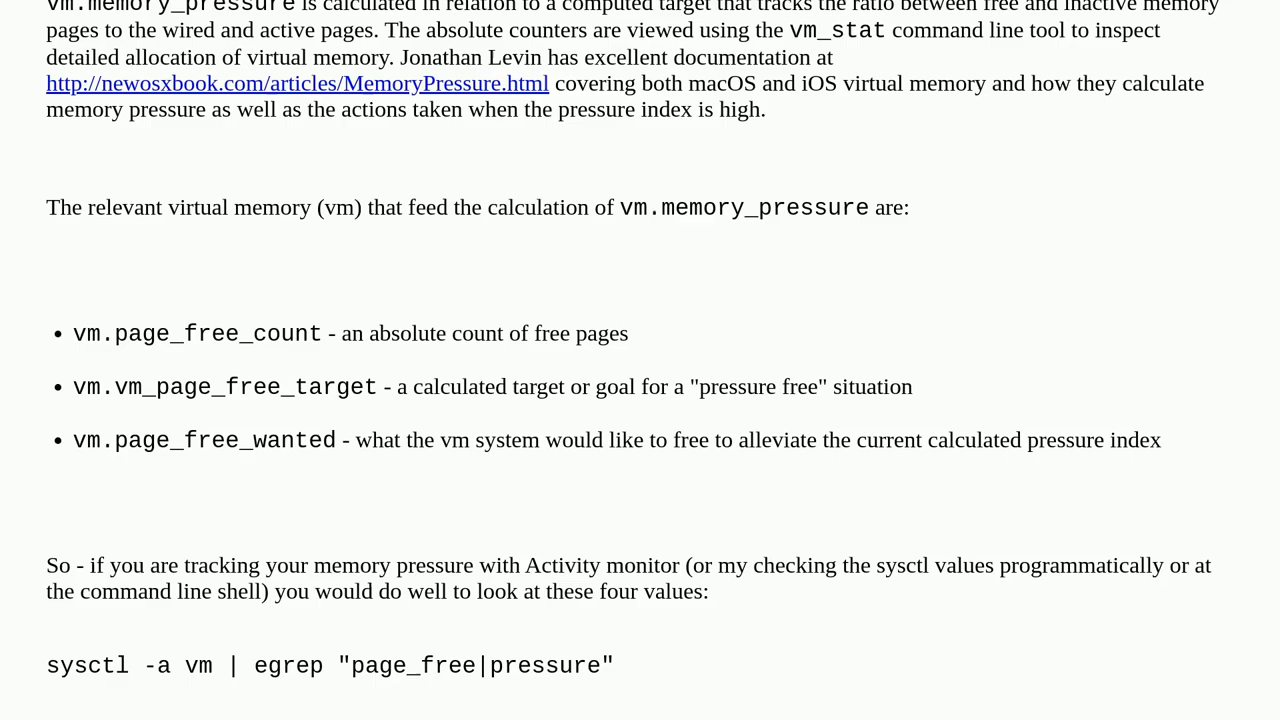 vm.memory_pressure is calculated in relation to a computed target that tracks the ratio between free and inactive memory
pages to the wired and active pages. The absolute counters are viewed using the vm_stat command line tool to inspect
detailed allocation of virtual memory. Jonathan Levin has excellent documentation at
http://newosxbook.com/articles/MemoryPressure.html covering both macOS and iOS virtual memory and how they calculate
memory pressure as well as the actions taken when the pressure index is high.
The relevant virtual memory (vm) that feed the calculation of vm.memory_pressure are:
• vm.page_free_count - an absolute count of free pages
• vm.vm_page_free_target - a calculated target or goal for a "pressure free" situation
• vm.page_free_wanted - what the vm system would like to free to alleviate the current calculated pressure index
So - if you are tracking your memory pressure with Activity monitor (or my checking the sysctl values programmatically or at
the command line shell) you would do well to look at these four values:
sysctl -a vm | egrep "page_free|pressure"